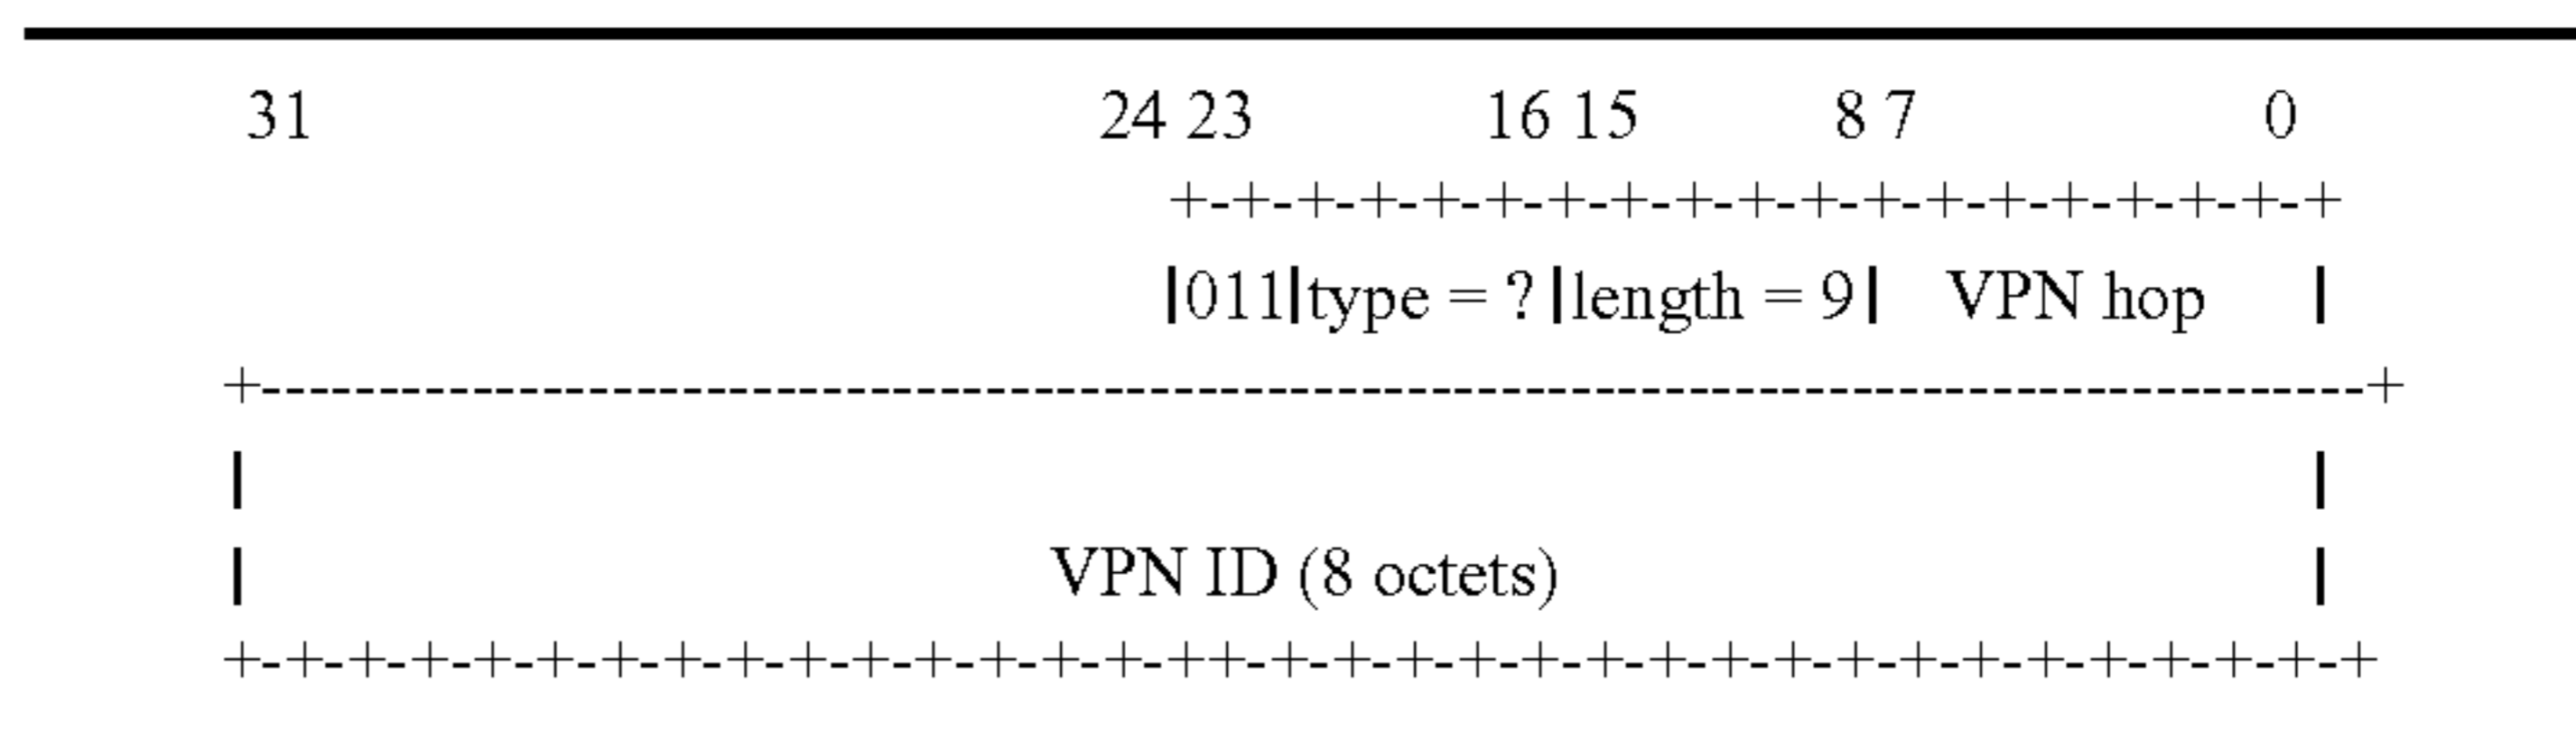 31 24 23 16 15 8 7 0
+-+-+-+-+-+-+-+-+-+-+-+-+-+-+-+-+-+-+
|011|type = ?|length = 9| VPN hop |
+--------------------------------------------------------------------------------------+
| |
| VPN ID (8 octets) |
+-+-+-+-+-+-+-+-+-+-+-+-+-+-+-+-++-+-+-+-+-+-+-+-+-+-+-+-+-+-+-+-+-+-+